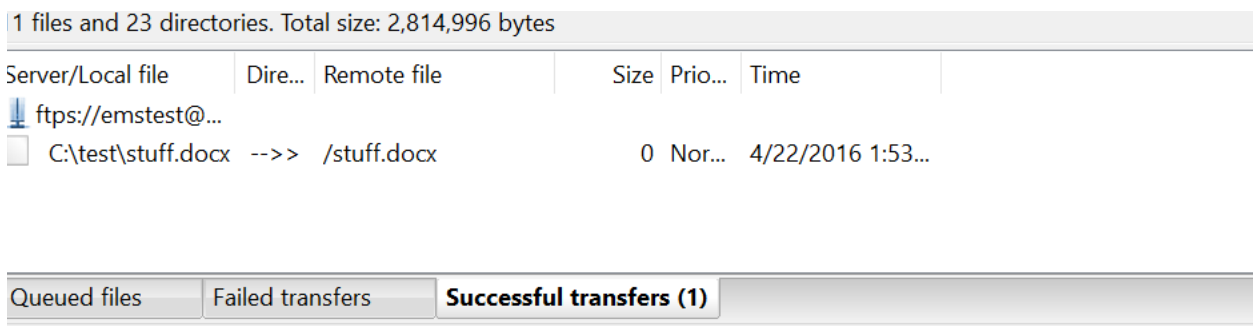 11 files and 23 directories. Total size: 2,814,996 bytes
Server/Local file Dire... Remote file Size Prio... Time
ftps://emstest@...
C:\test\stuff.docx -->> /stuff.docx 0 Nor... 4/22/2016 1:53...
Queued files Failed transfers Successful transfers (1)